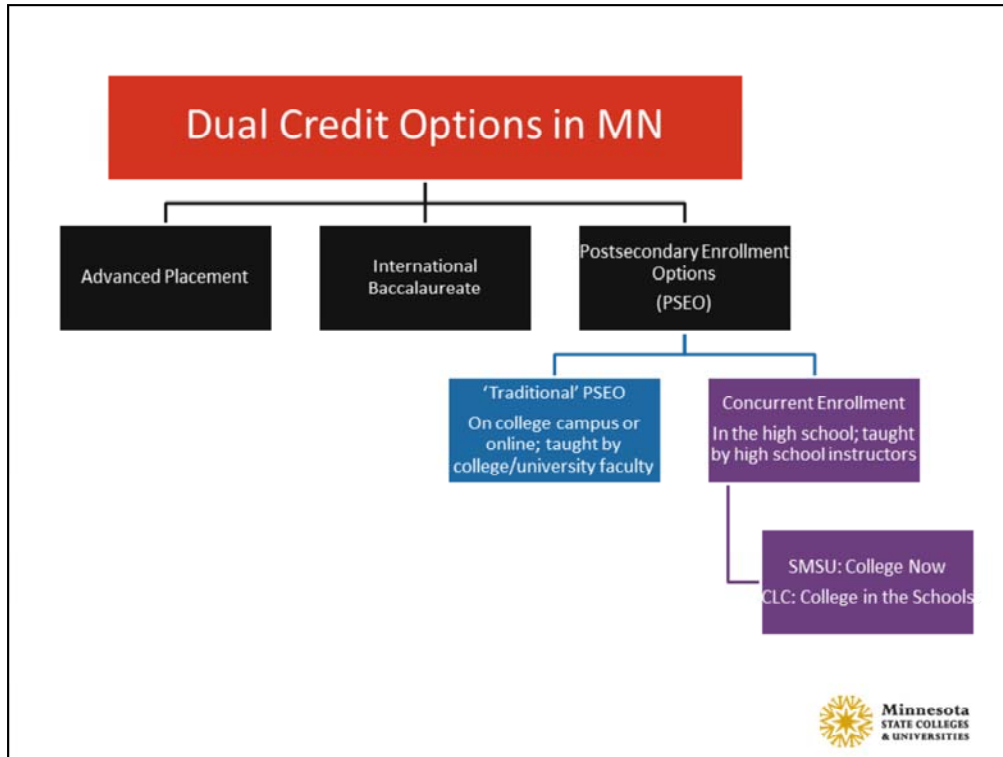 Dual Credit Options in MN
Advanced Placement
International
Baccalaureate
Postsecondary Enrollment
Options
(PSEO)
‘Traditional’ PSEO
On college campus or
online; taught by
college/university faculty
Concurrent Enrollment
In the high school; taught
by high school instructors
SMSU: College Now
CLC: College in the Schools
Minnesota
STATE COLLEGES
& UNIVERSITIES